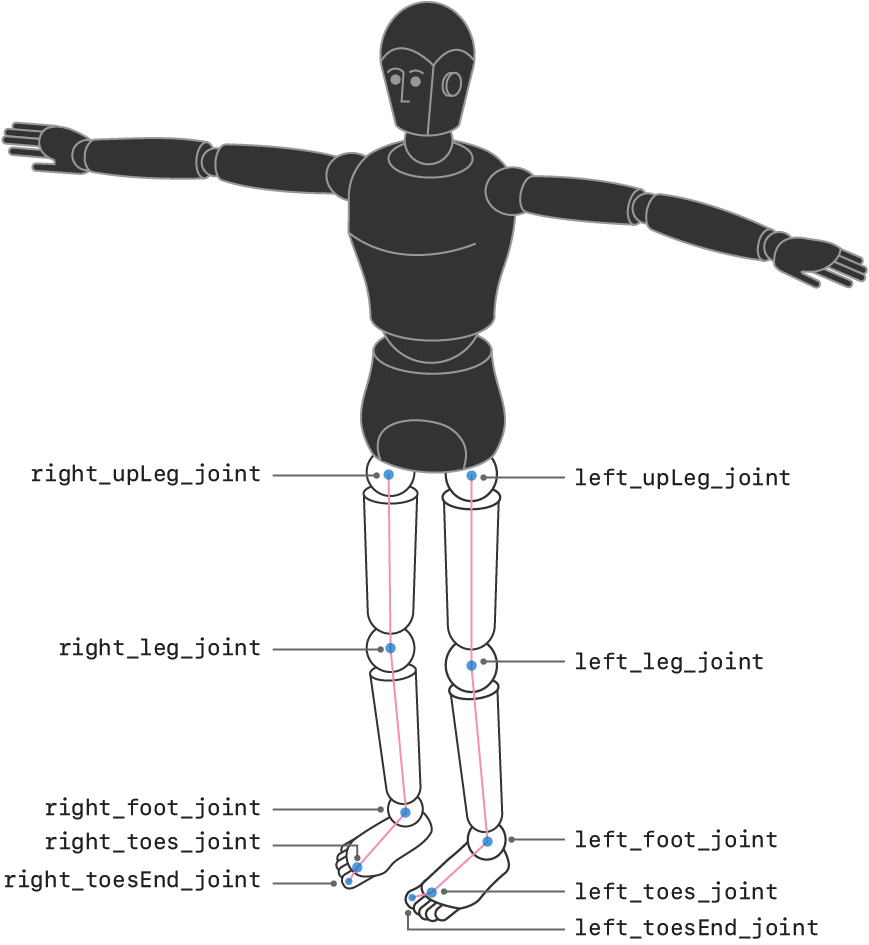 right_upLeg_joint
left_upLeg_joint
right_leg_joint
left_leg_joint
right_foot_joint
right_toes_joint
left_foot_joint
right_toesEnd_joint
left_toes_joint
left_toesEnd_joint